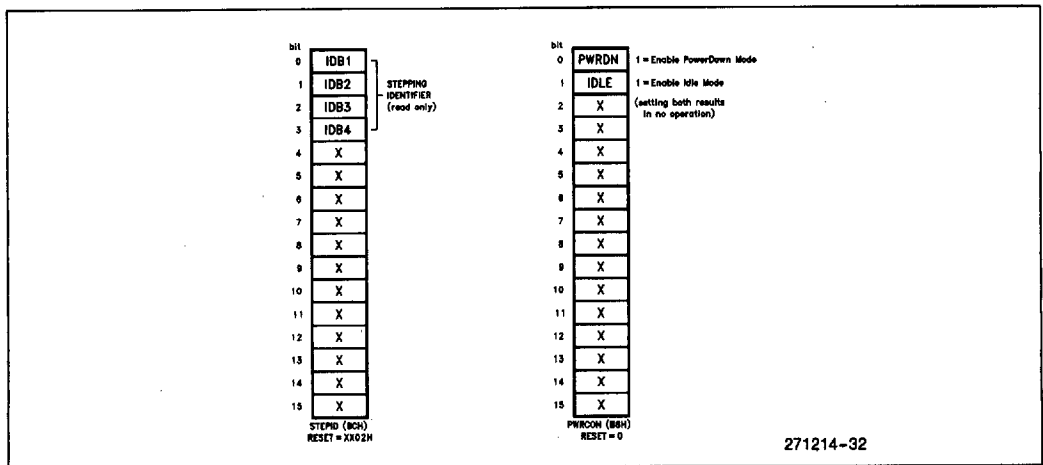 bit
0 IDB1
1 IDB2
2 IDB3
3 IDB4
4 X
5 X
6 X
7 X
8 X
9 X
10 X
11 X
12 X
13 X
14 X
15 X
STEPPING
IDENTIFIER
(read only)
STEPID (BCH)
RESET = XX02H
bit
0 PWRDN 1 = Enable PowerDown Mode
1 IDLE 1 = Enable Idle Mode
2 X (setting both results
in no operation)
3 X
4 X
5 X
6 X
7 X
8 X
9 X
10 X
11 X
12 X
13 X
14 X
15 X
PWRCON
RESET = 0
271214-32